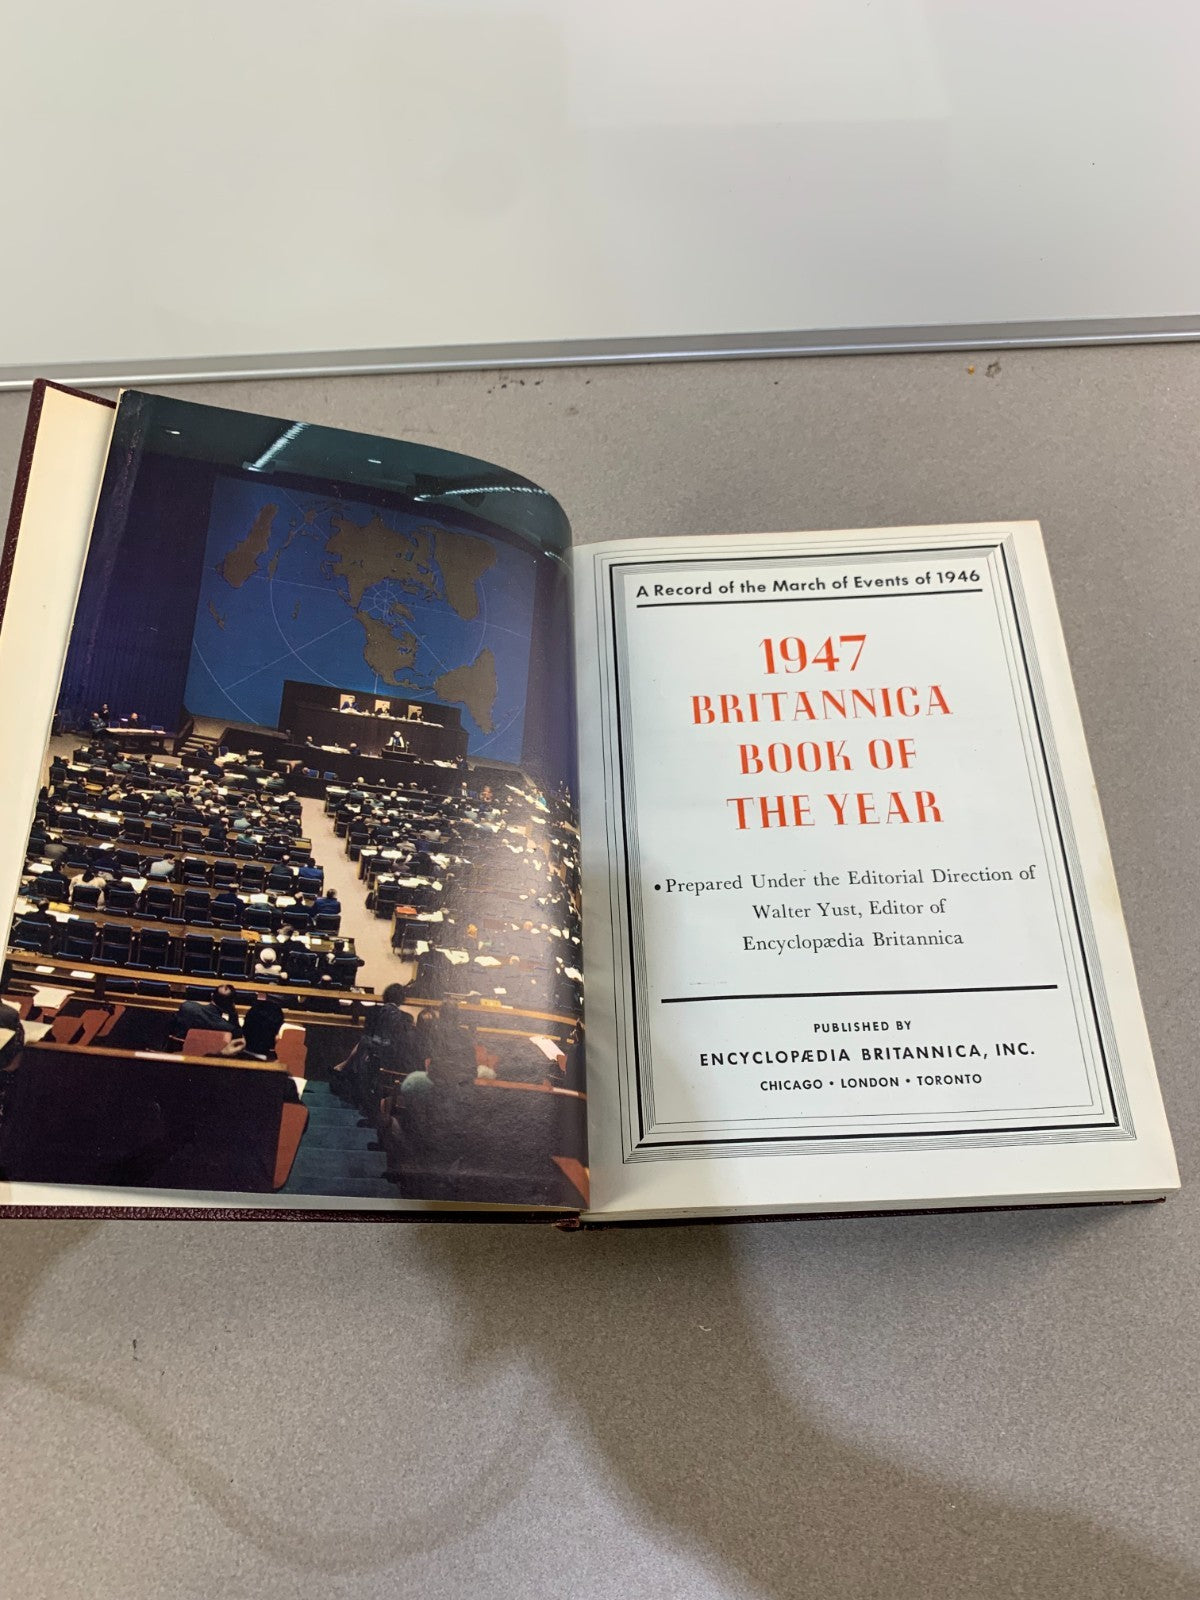 A Record of the March of Events of 1946
1947
BRITANNICA
BOOK OF
THE YEAR
• Prepared Under the Editorial Direction of
Walter Yust, Editor of
Encyclopædia Britannica
PUBLISHED BY
ENCYCLOPÆDIA BRITANNICA, INC.
CHICAGO • LONDON • TORONTO